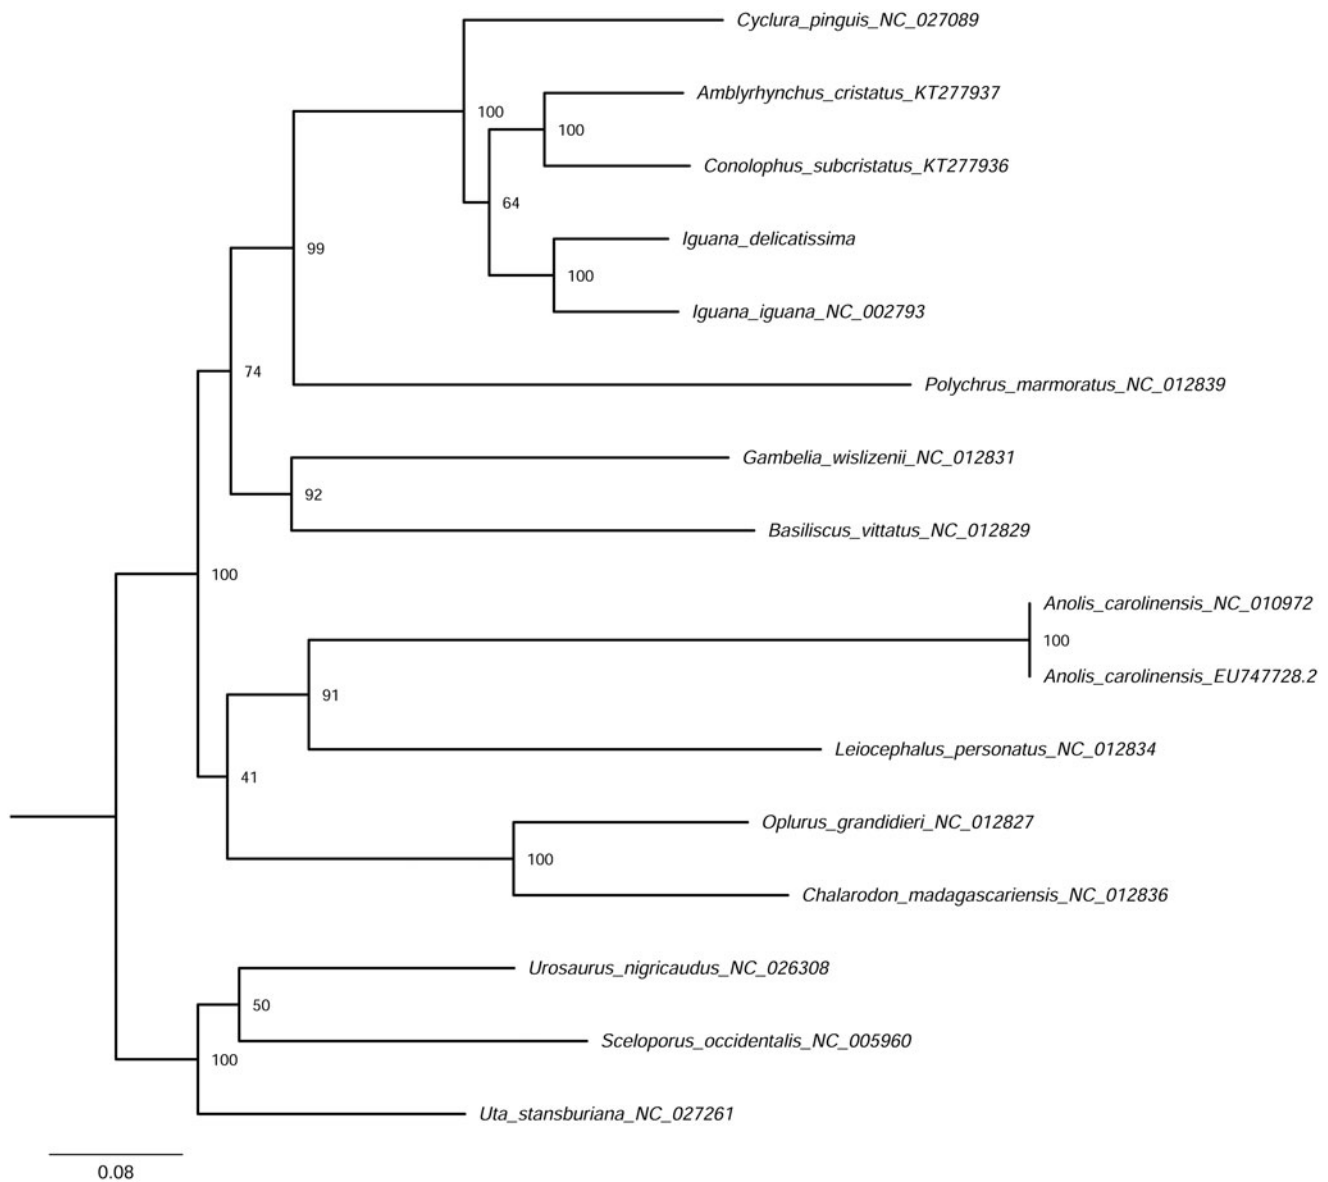 Cyclura_pinguis_NC_027089
Amblyrhynchus_cristatus_KT277937
100
100
Conolophus_subcristatus_KT277936
64
Iguana_delicatissima
99
100
Iguana_iguana_NC_002793
74
Polychrus_marmoratus_NC_012839
Gambelia_wislizenii_NC_012831
92
Basiliscus_vittatus_NC_012829
100
Anolis_carolinensis_NC_010972
100
Anolis_carolinensis_EU747728.2
91
Leiocephalus_personatus_NC_012834
41
Oplurus_grandidieri_NC_012827
100
Chalarodon_madagascariensis_NC_012836
Urosaurus_nigricaudus_NC_026308
50
Sceloporus_occidentalis_NC_005960
100
Uta_stansburiana_NC_027261
0.08